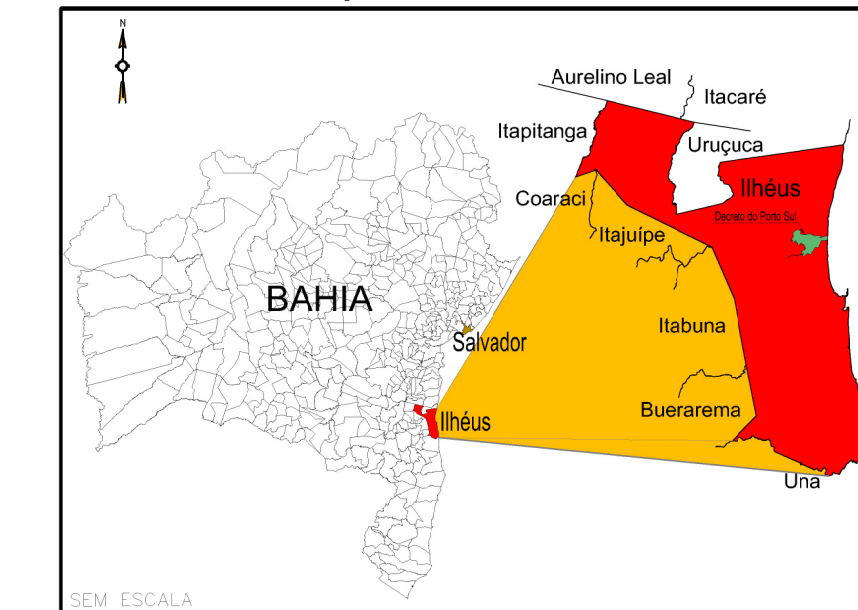 N
Aurelino Leal
Itacaré
Itapitanga
Uruçuca
Ilhéus
Coaraci
Decreto do Porto Sul
Itajuípe
BAHIA
Itabuna
Salvador
Buerarema
Ilhéus
Una
SEM ESCALA